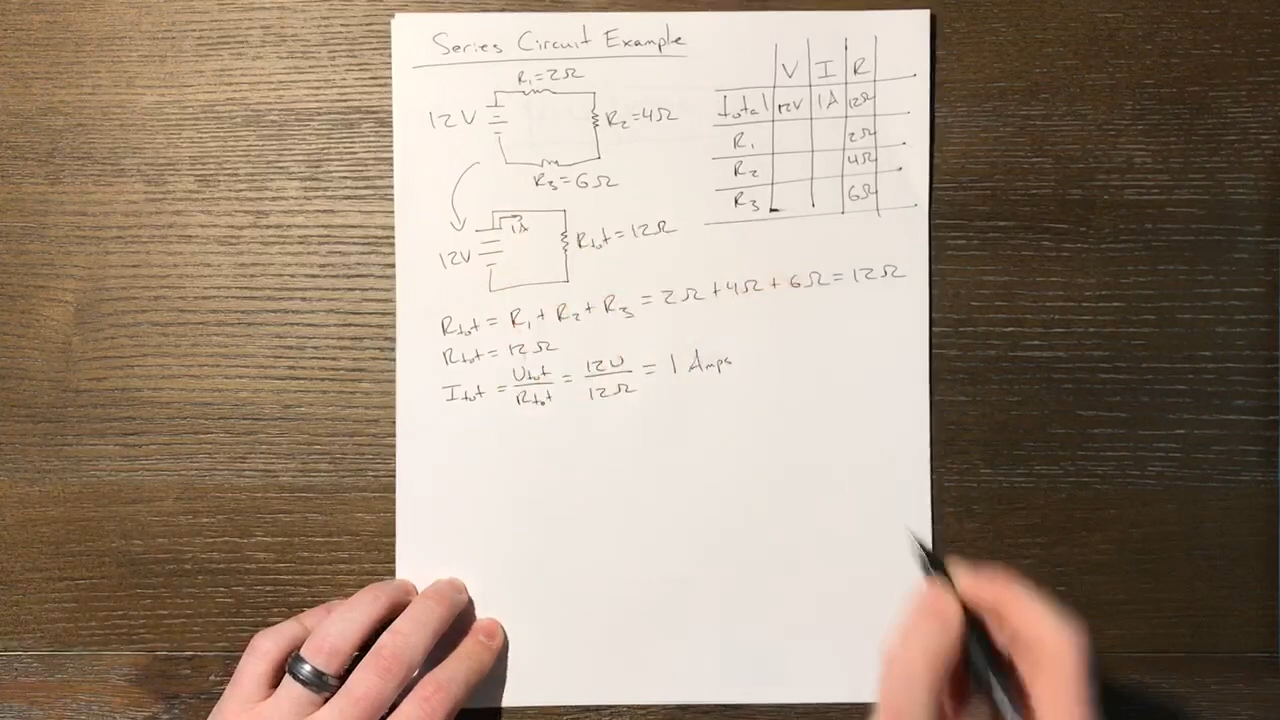 Series Circuit Example
R₁=2Ω
12V
R₂=4Ω
R₃=6Ω
1A
12V
Rtot=12Ω
V I R
total 12V 1A 12Ω
R₁ 2Ω
R₂ 4Ω
R₃ 6Ω
Rtot = R₁ + R₂ + R₃ = 2Ω + 4Ω + 6Ω = 12Ω
Rtot = 12Ω
Itot = Vtot/Rtot = 12V/12Ω = 1 Amps